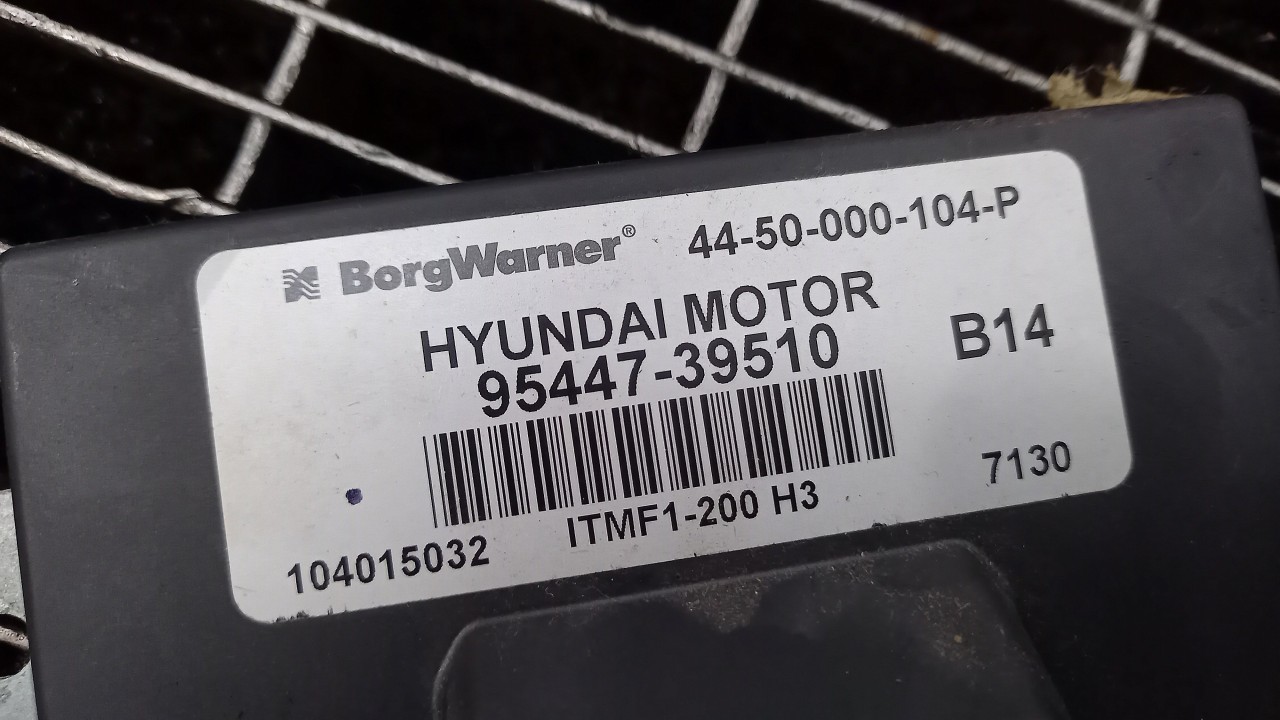 BorgWarner® 44-50-000-104-P
HYUNDAI MOTOR
95447-39510 B14
7130
ITMF1-200 H3
104015032